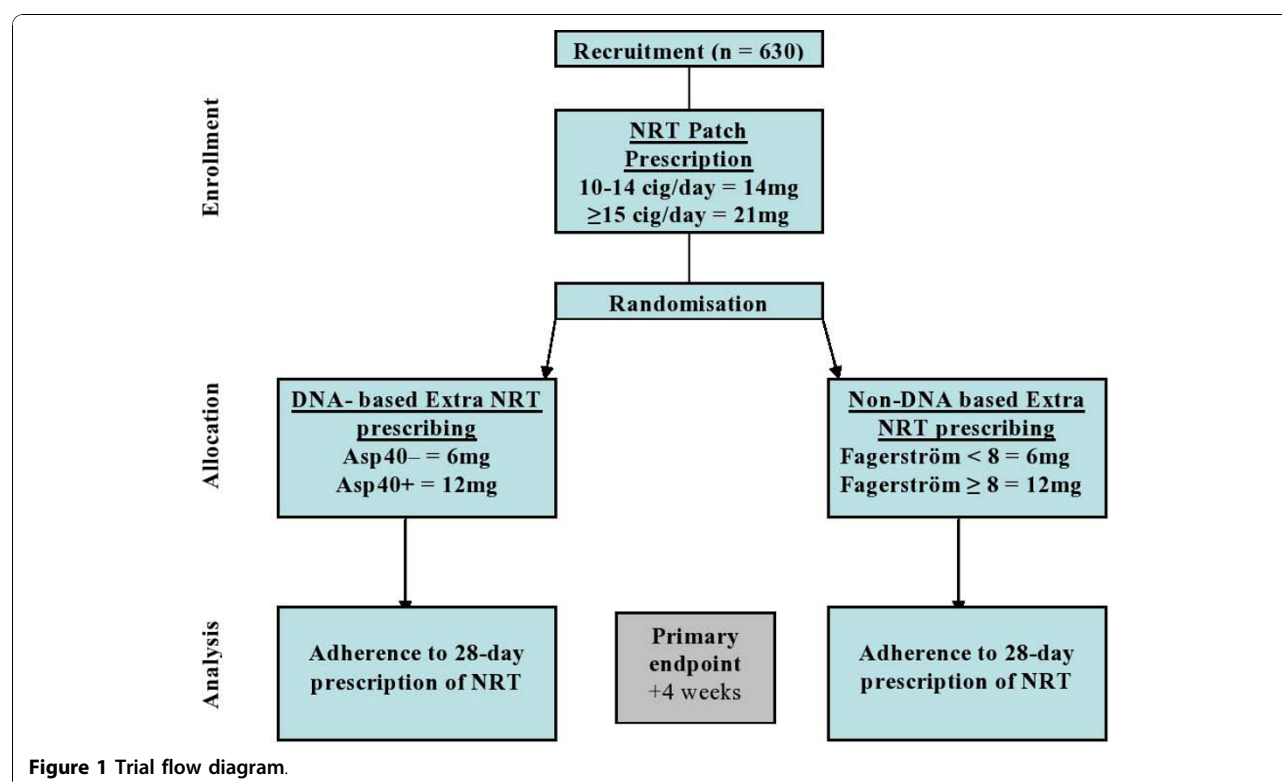 Recruitment (n = 630)
Enrollment
NRT Patch
Prescription
10-14 cig/day = 14mg
≥15 cig/day = 21mg
Randomisation
Allocation
DNA- based Extra NRT
prescribing
Asp40– = 6mg
Asp40+ = 12mg
Non-DNA based Extra
NRT prescribing
Fagerström < 8 = 6mg
Fagerström ≥ 8 = 12mg
Analysis
Adherence to 28-day
prescription of NRT
Primary
endpoint
+4 weeks
Adherence to 28-day
prescription of NRT
Figure 1 Trial flow diagram.